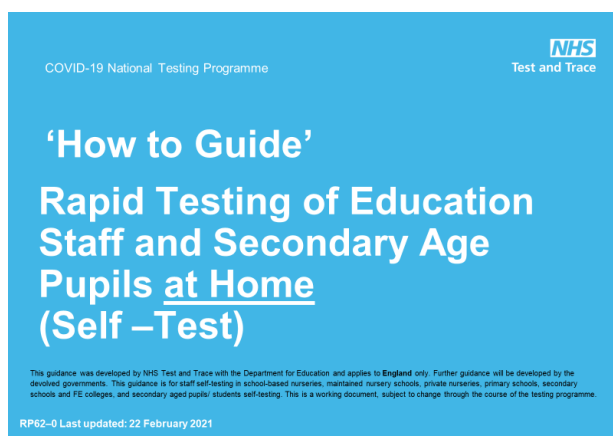 COVID-19 National Testing Programme
NHS
Test and Trace
‘How to Guide’
Rapid Testing of Education
Staff and Secondary Age
Pupils at Home
(Self –Test)
This guidance was developed by NHS Test and Trace with the Department for Education and applies to England only. Further guidance will be developed by the
devolved governments. This guidance is for staff self-testing in school-based nurseries, maintained nursery schools, private nurseries, primary schools, secondary
schools and FE colleges, and secondary aged pupils/ students self-testing. This is a working document, subject to change through the course of the testing programme.
RP62–0 Last updated: 22 February 2021